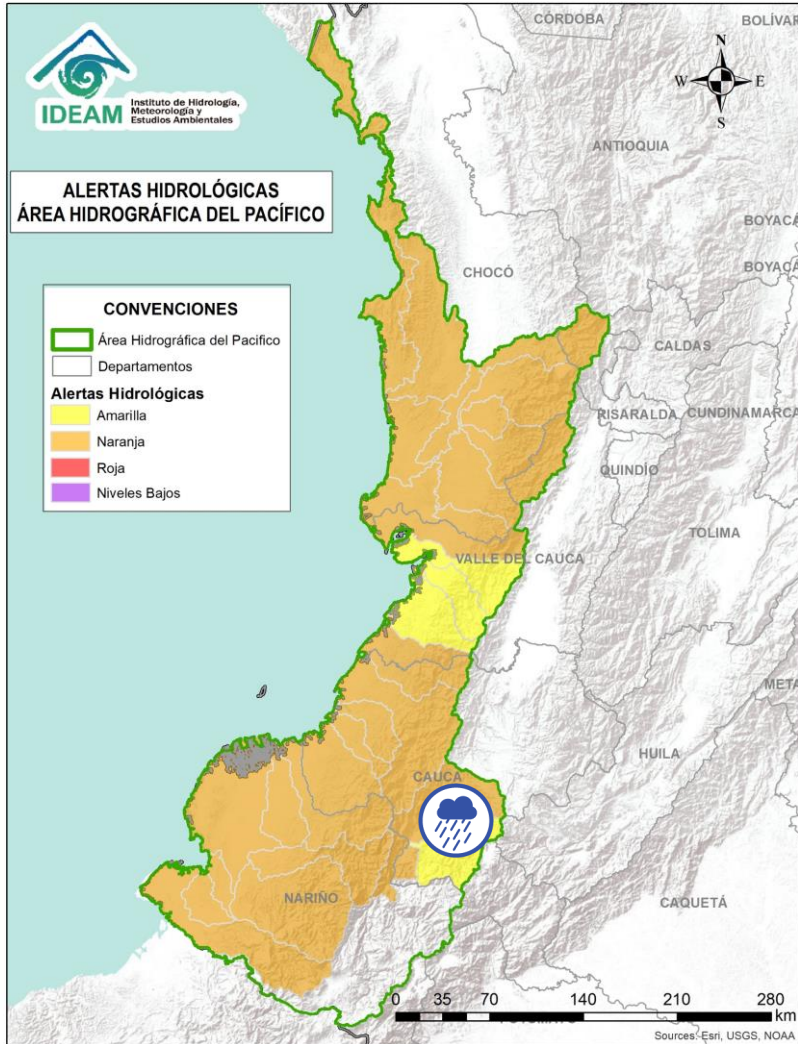 IDEAM
Instituto de Hidrología,
Meteorología y
Estudios Ambientales
CÓRDOBA
BOLÍVAR
N
W
E
S
ANTIOQUIA
ALERTAS HIDROLÓGICAS
ÁREA HIDROGRÁFICA DEL PACÍFICO
BOYACÁ
BOYACÁ
CHOCÓ
CONVENCIONES
Área Hidrográfica del Pacífico
Departamentos
Alertas Hidrológicas
Amarilla
Naranja
Roja
Niveles Bajos
CALDAS
RISARALDA
CUNDINAMARCA
QUINDÍO
TOLIMA
VALLE DEL CAUCA
META
HUILA
CAUCA
NARIÑO
CAQUETÁ
0 35 70 140 210 280
km
Sources: Esri, USGS, NOAA